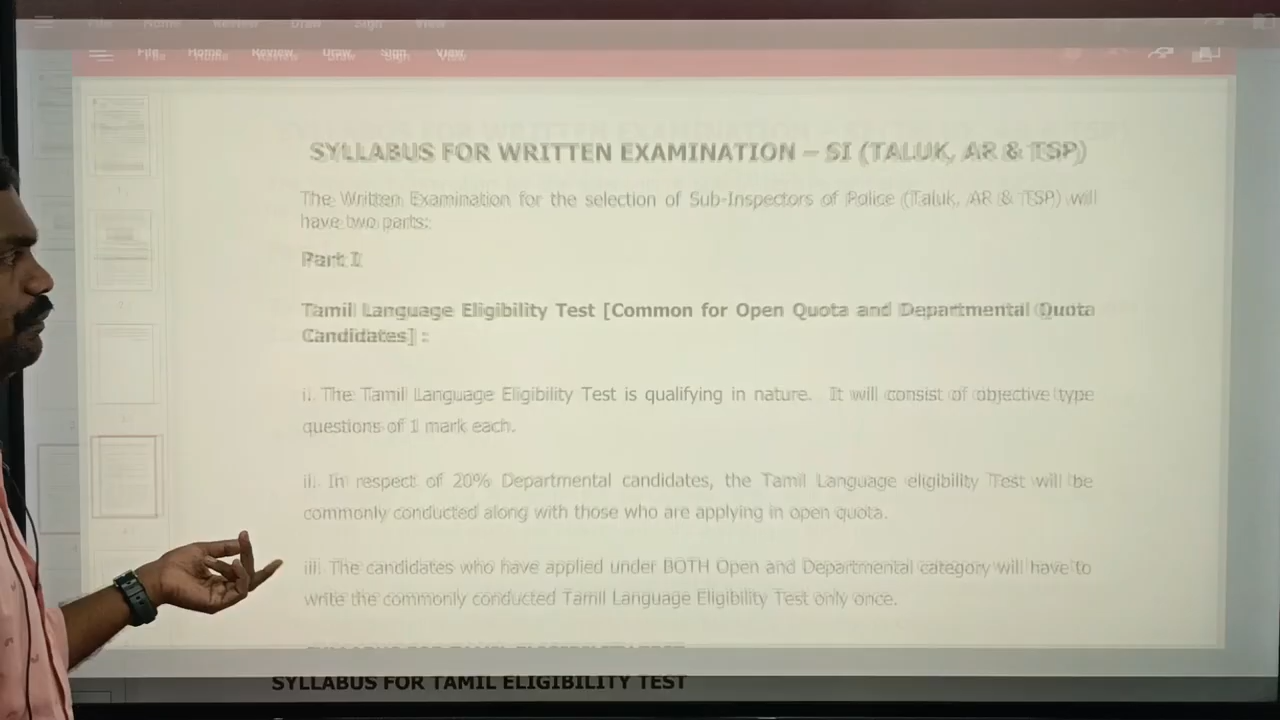 File Home Review Draw Sign View
SYLLABUS FOR WRITTEN EXAMINATION – SI (TALUK, AR & TSP)
The Written Examination for the selection of Sub-Inspectors of Police (Taluk, AR & TSP) will
have two parts:
Part I
Tamil Language Eligibility Test [Common for Open Quota and Departmental Quota
Candidates] :
i. The Tamil Language Eligibility Test is qualifying in nature. It will consist of objective type
questions of 1 mark each.
ii. In respect of 20% Departmental candidates, the Tamil Language eligibility Test will be
commonly conducted along with those who are applying in open quota.
iii. The candidates who have applied under BOTH Open and Departmental category will have to
write the commonly conducted Tamil Language Eligibility Test only once.
SYLLABUS FOR TAMIL ELIGIBILITY TEST